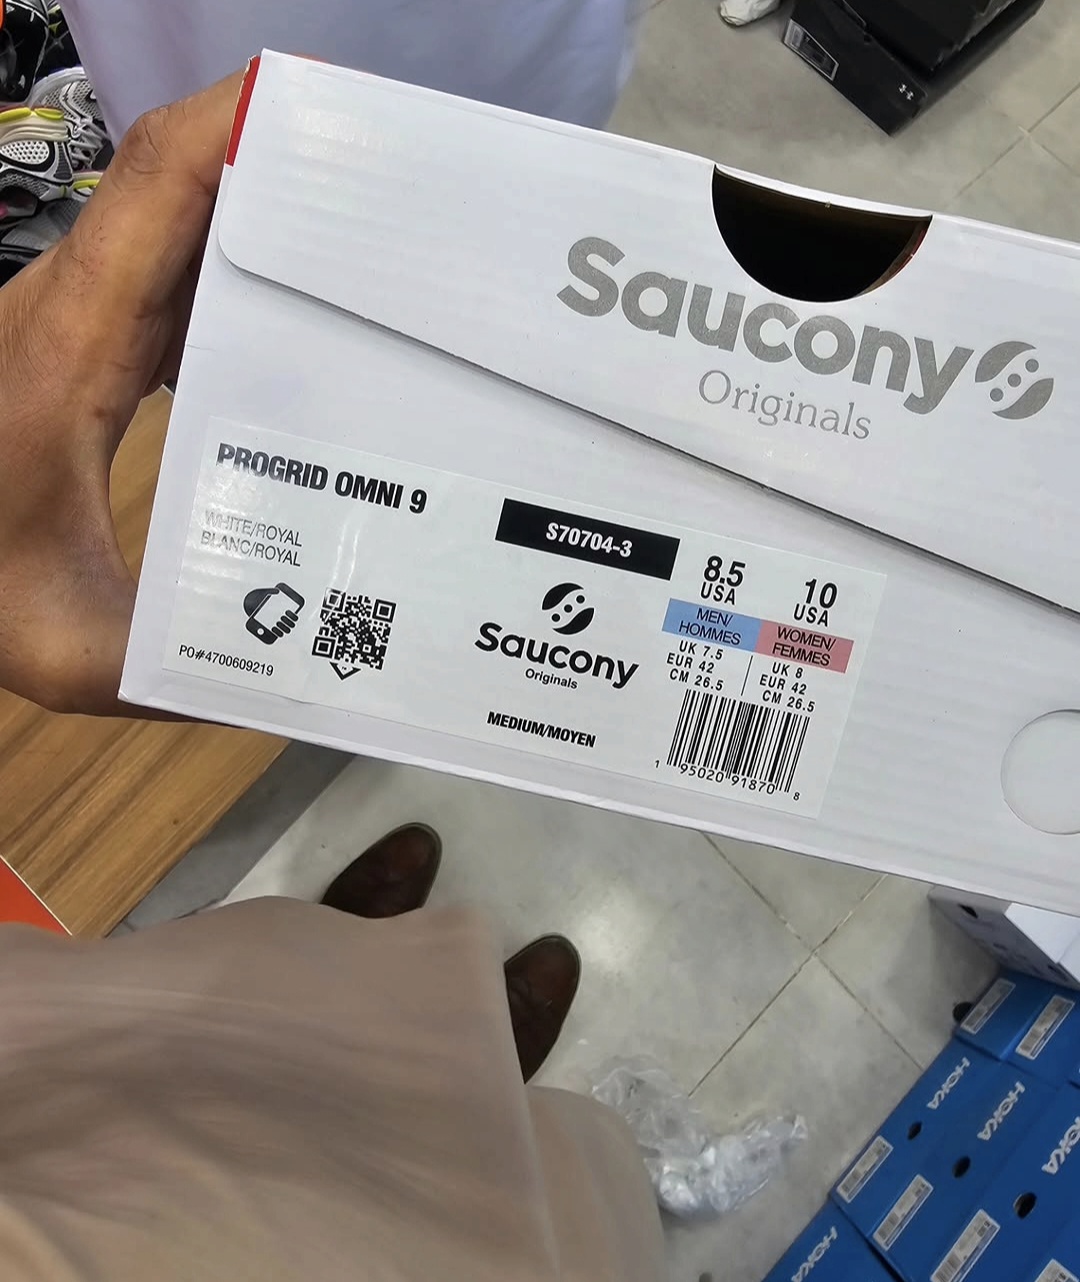 Saucony
Originals
PROGRID OMNI 9
WHITE/ROYAL
BLANC/ROYAL
PO#4700609219
S70704-3
Saucony
Originals
MEDIUM/MOYEN
8.5
USA
MEN/
HOMMES
UK 7.5
EUR 42
CM 26.5
10
USA
WOMEN/
FEMMES
UK 8
EUR 42
CM 26.5
1 95020 91870 8
HOKA
HOKA
HOKA
HOKA